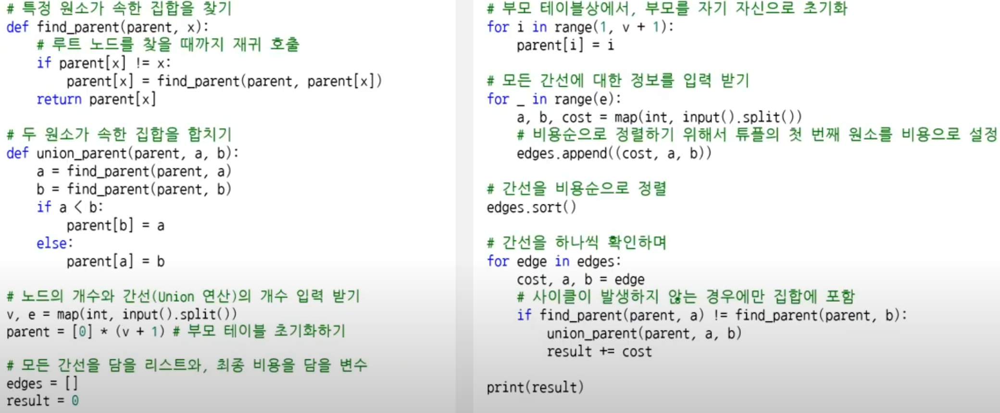 # 특정 원소가 속한 집합을 찾기
def find_parent(parent, x):
    # 루트 노드를 찾을 때까지 재귀 호출
    if parent[x] != x:
        parent[x] = find_parent(parent, parent[x])
    return parent[x]

# 두 원소가 속한 집합을 합치기
def union_parent(parent, a, b):
    a = find_parent(parent, a)
    b = find_parent(parent, b)
    if a < b:
        parent[b] = a
    else:
        parent[a] = b

# 노드의 개수와 간선(Union 연산)의 개수 입력 받기
v, e = map(int, input().split())
parent = [0] * (v + 1) # 부모 테이블 초기화하기

# 모든 간선을 담을 리스트와, 최종 비용을 담을 변수
edges = []
result = 0

# 부모 테이블상에서, 부모를 자기 자신으로 초기화
for i in range(1, v + 1):
    parent[i] = i

# 모든 간선에 대한 정보를 입력 받기
for _ in range(e):
    a, b, cost = map(int, input().split())
    # 비용순으로 정렬하기 위해서 튜플의 첫 번째 원소를 비용으로 설정
    edges.append((cost, a, b))

# 간선을 비용순으로 정렬
edges.sort()

# 간선을 하나씩 확인하며
for edge in edges:
    cost, a, b = edge
    # 사이클이 발생하지 않는 경우에만 집합에 포함
    if find_parent(parent, a) != find_parent(parent, b):
        union_parent(parent, a, b)
        result += cost

print(result)